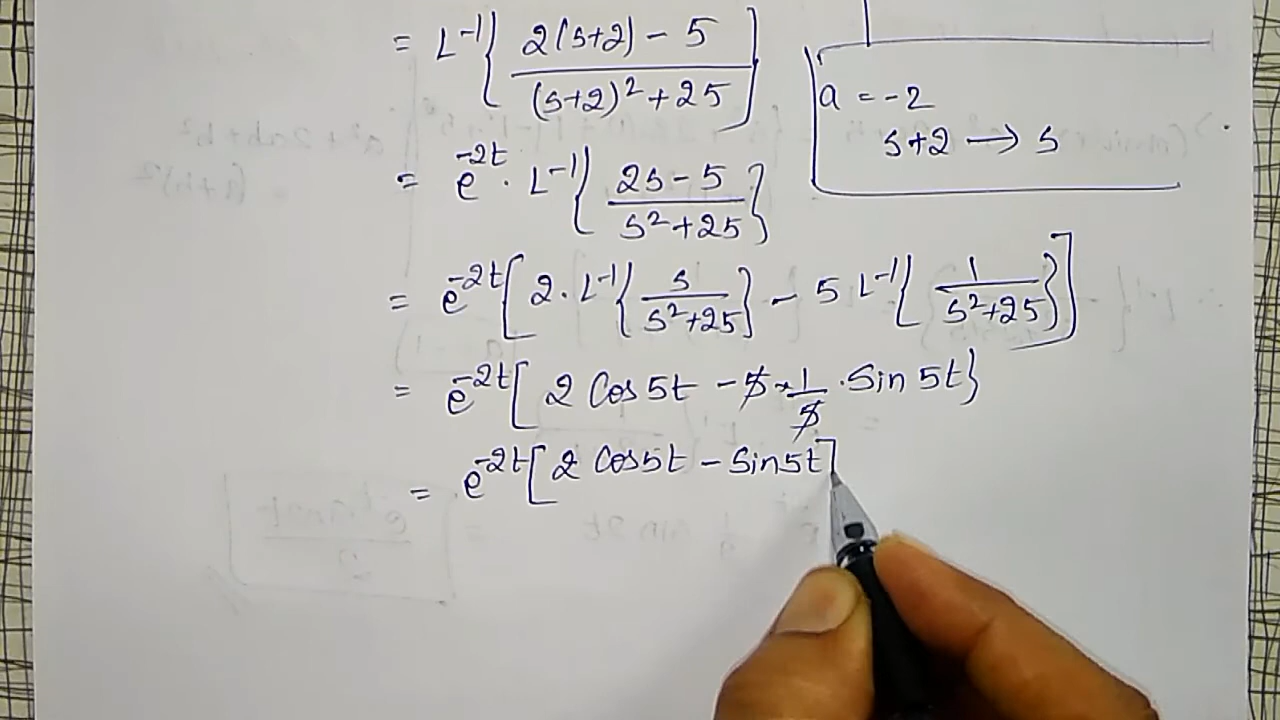 = L⁻¹{ 2(s+2) - 5 / (s+2)² + 25 }
a = -2
s+2 → s
= e^-2t · L⁻¹{ 2s - 5 / s² + 25 }
= e^-2t [ 2 · L⁻¹{ s / s²+25 } - 5 L⁻¹{ 1 / s²+25 } ]
= e^-2t [ 2 Cos 5t - 5 × 1/5 · Sin 5t }
= e^-2t [ 2 Cos5t - Sin5t ]